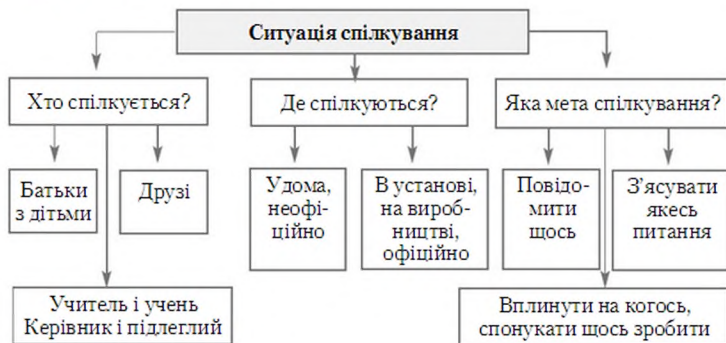 Ситуація спілкування
Хто спілкується?
Де спілкуються?
Яка мета спілкування?
Батьки
з дітьми
Друзі
Удома,
неофі-
ційно
В установі,
на вироб-
ництві,
офіційно
Повідо-
мити
щось
З'ясувати
якесь
питання
Учитель і учень
Керівник і підлеглий
Вплинути на когось,
спонукати щось зробити